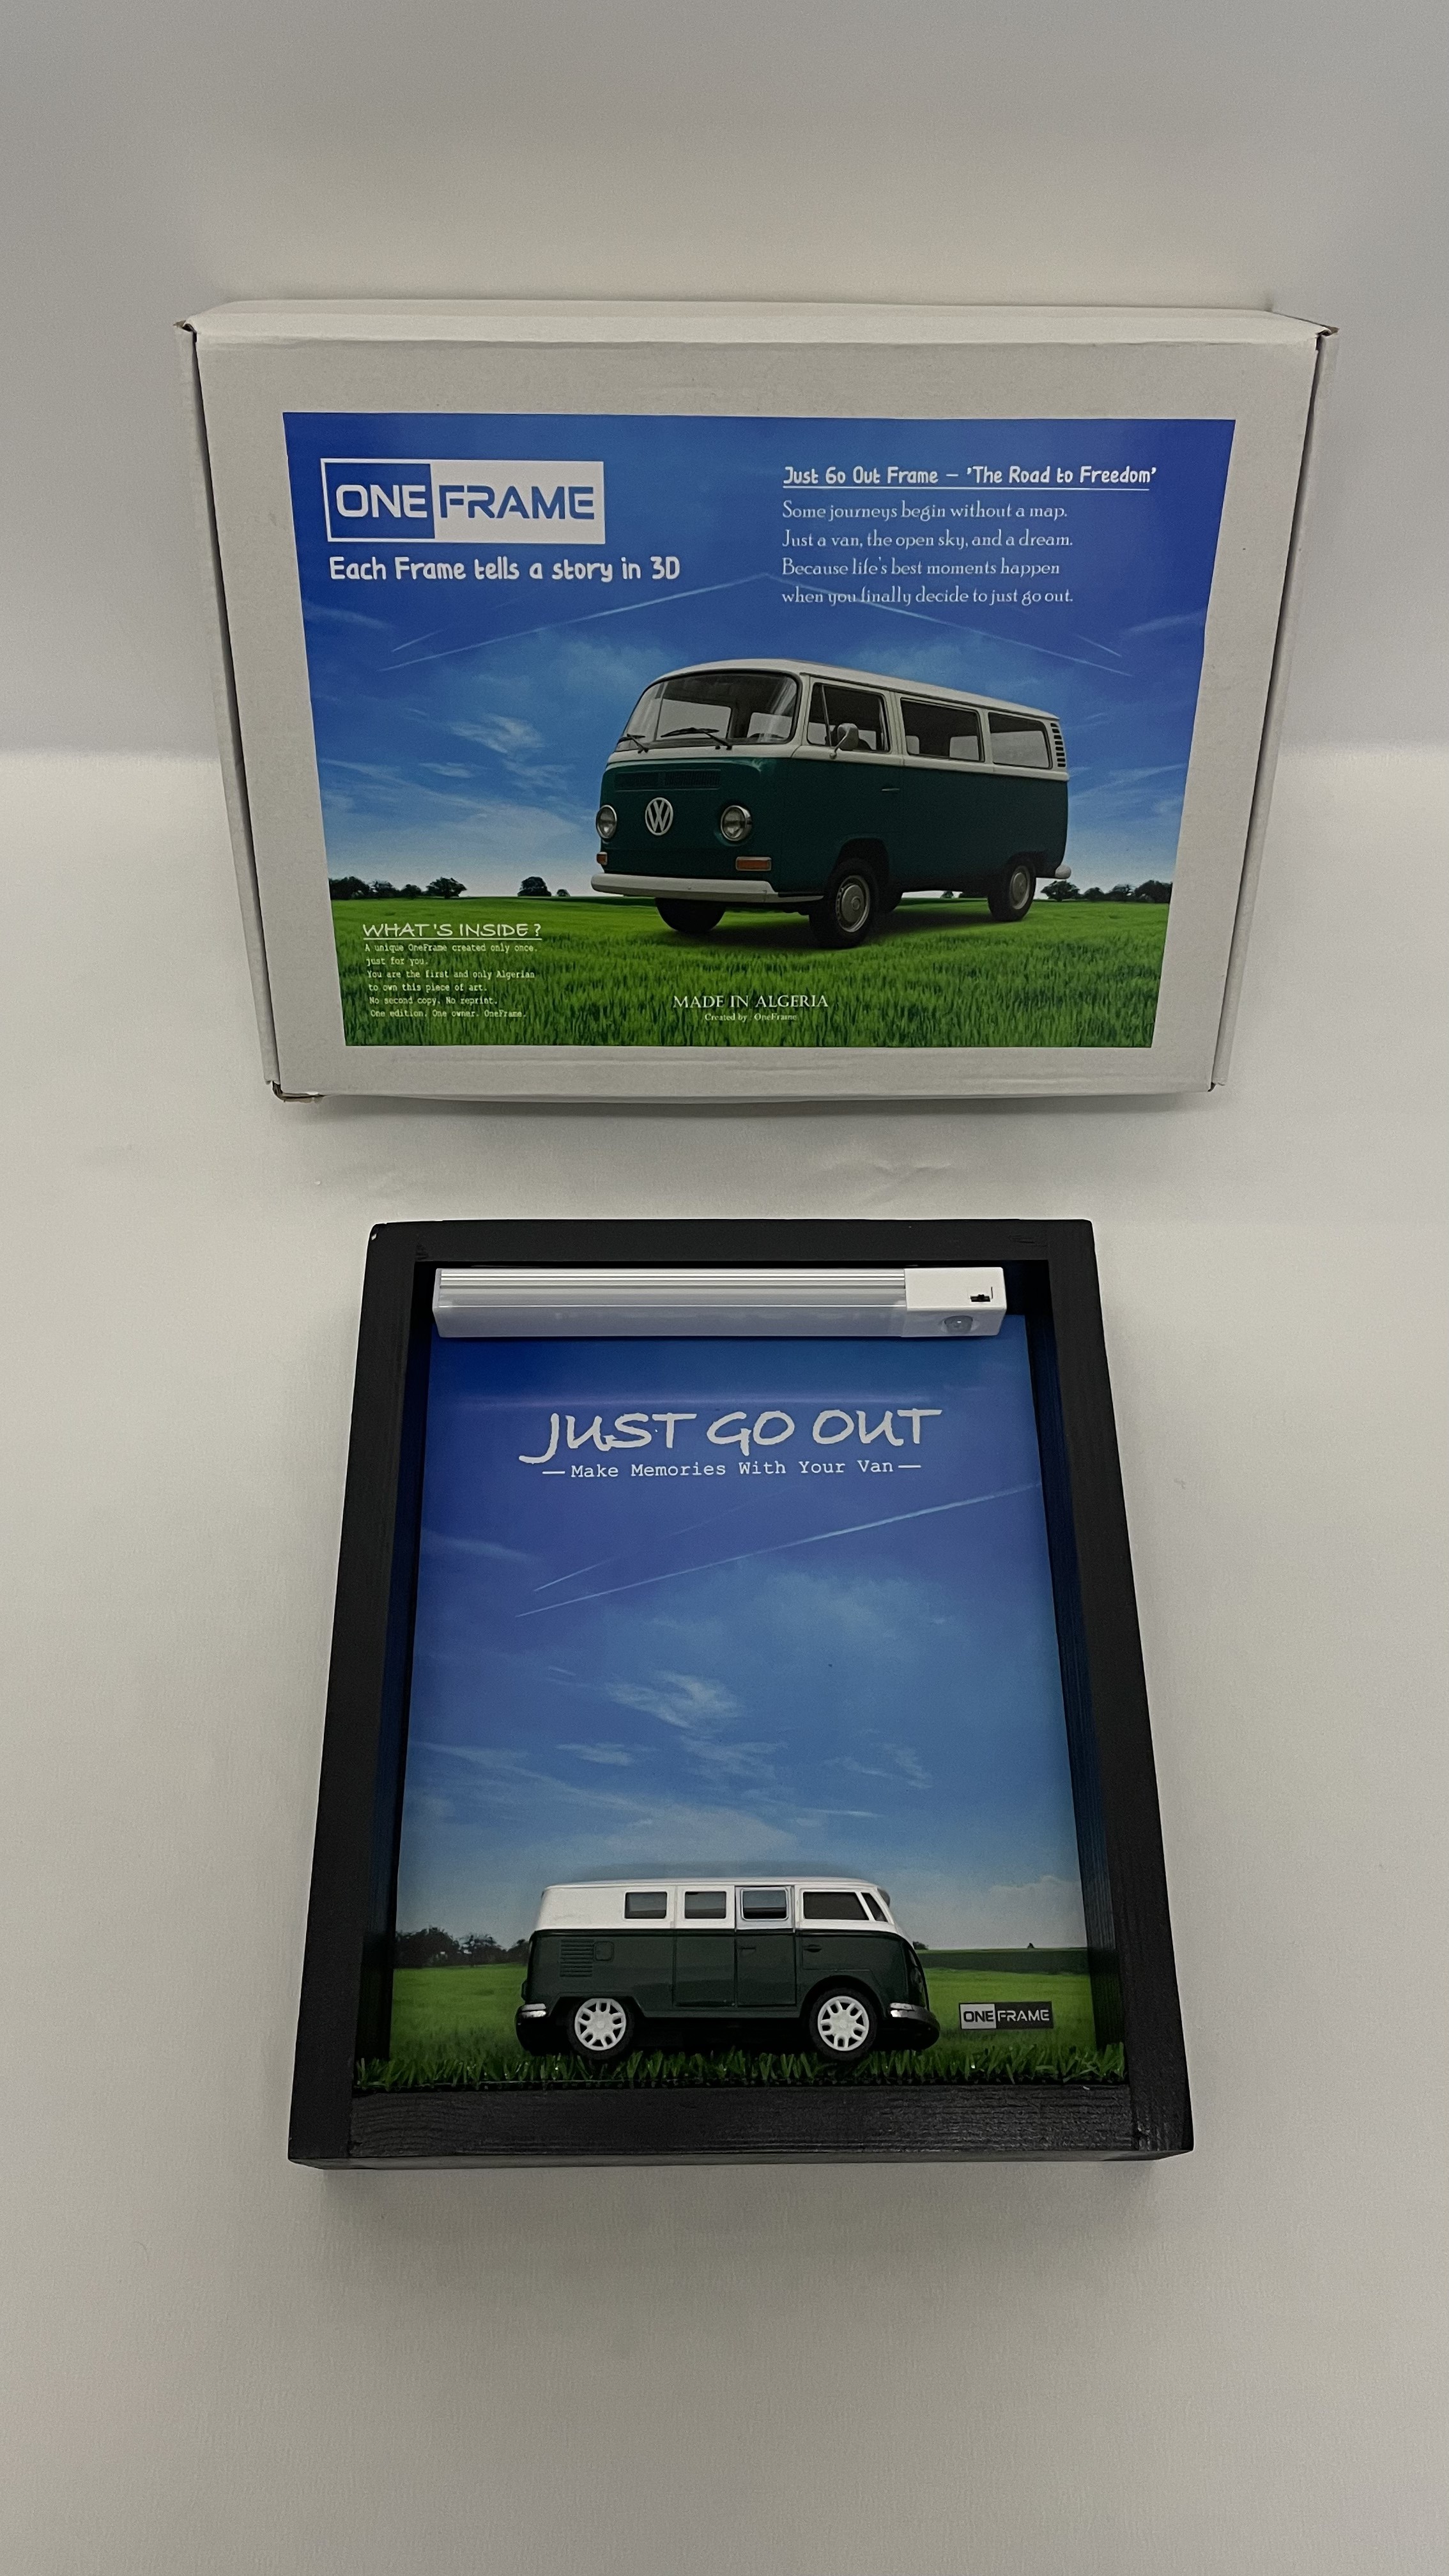 ONE FRAME
Each Frame tells a story in 3D
Just Go Out Frame – 'The Road to Freedom'
Some journeys begin without a map.
Just a van, the open sky, and a dream.
Because life's best moments happen
when you finally decide to just go out.
WHAT'S INSIDE ?
A unique OneFrame created only once.
just for you.
You are the first and only Algerian
to own this piece of art.
No second copy. No reprint.
One edition. One owner. OneFrame.
MADE IN ALGERIA
Created by: OneFrame
JUST GO OUT
— Make Memories With Your Van —
ONE FRAME